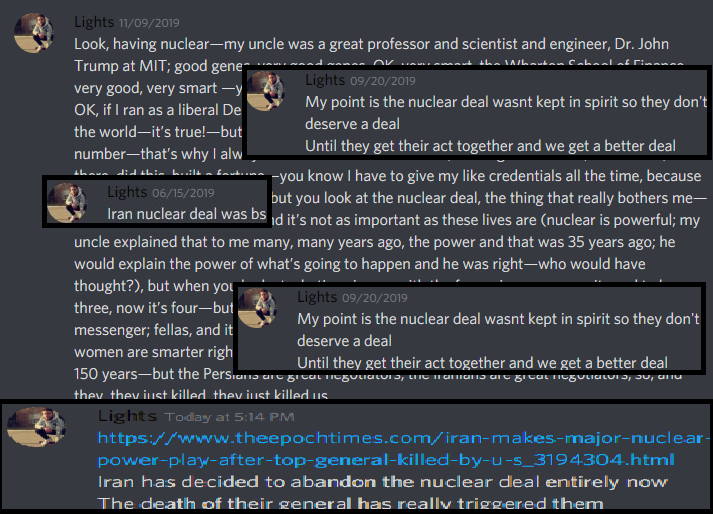 Lights 11/09/2019
Look, having nuclear—my uncle was a great professor and scientist and engineer, Dr. John
Trump at MIT; good genes, very good genes, OK, very smart, the Wharton School of Finance,
very good, very smart —y
Lights 09/20/2019
My point is the nuclear deal wasnt kept in spirit so they don't
deserve a deal
Until they get their act together and we get a better deal
OK, if I ran as a liberal De
the world—it's true!—but
number—that's why I alw
there, did this, built a fortune—you know I have to give my like credentials all the time, because
Lights 06/15/2019
Iran nuclear deal was bs
but you look at the nuclear deal, the thing that really bothers me—
nd it's not as important as these lives are (nuclear is powerful; my
uncle explained that to me many, many years ago, the power and that was 35 years ago; he
would explain the power of what's going to happen and he was right—who would have
thought?), but when you
three, now it's four—but
messenger; fellas, and it
women are smarter righ
Lights 09/20/2019
My point is the nuclear deal wasnt kept in spirit so they don't
deserve a deal
Until they get their act together and we get a better deal
150 years—but the Persians are great negotiators, the Iranians are great negotiators, so, and
they, they just killed, they just killed us
Lights Today at 5:14 PM
https://www.theepochtimes.com/iran-makes-major-nuclear-
power-play-after-top-general-killed-by-u-s_3194304.html
Iran has decided to abandon the nuclear deal entirely now
The death of their general has really triggered them